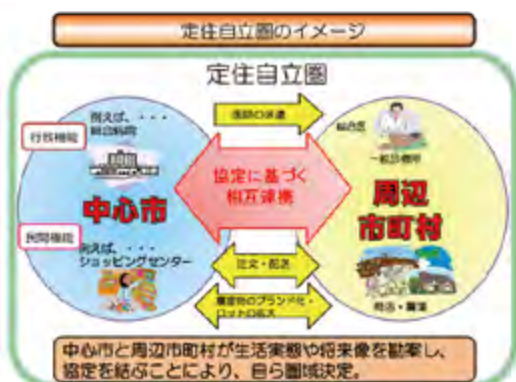 定住自立圏のイメージ
定住自立圏
例えば、・・・
総合病院
行政機能
中心市
民間機能
例えば、・・・
ショッピングセンター
医師の派遣
協定に基づく
相互連携
注文・配送
農産物のブランド化・
ロットの拡大
総合医
一般診療所
周辺
市町村
商店・農業
中心市と周辺市町村が生活実態や将来像を勘案し、
協定を結ぶことにより、自ら圏域決定。